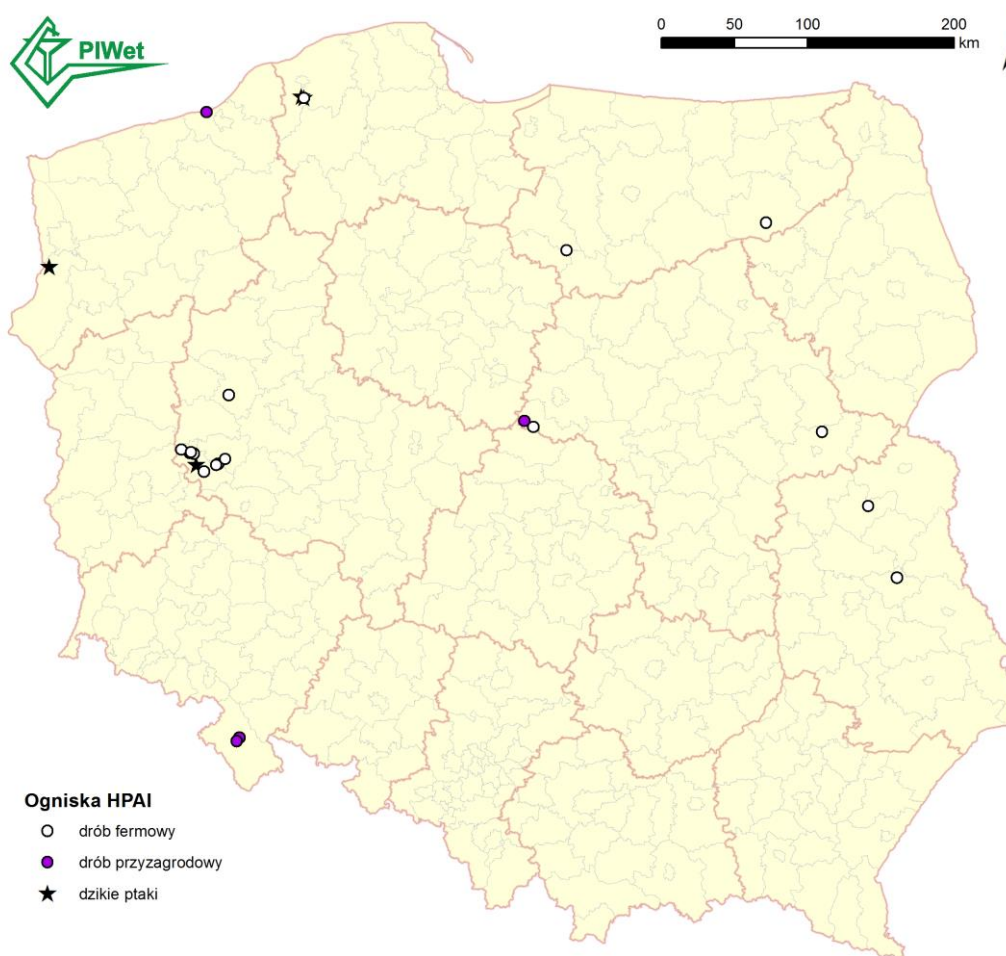 PIWet
0 50 100 200
km
Ogniska HPAI
drób fermowy
drób przyzagrodowy
dzikie ptaki